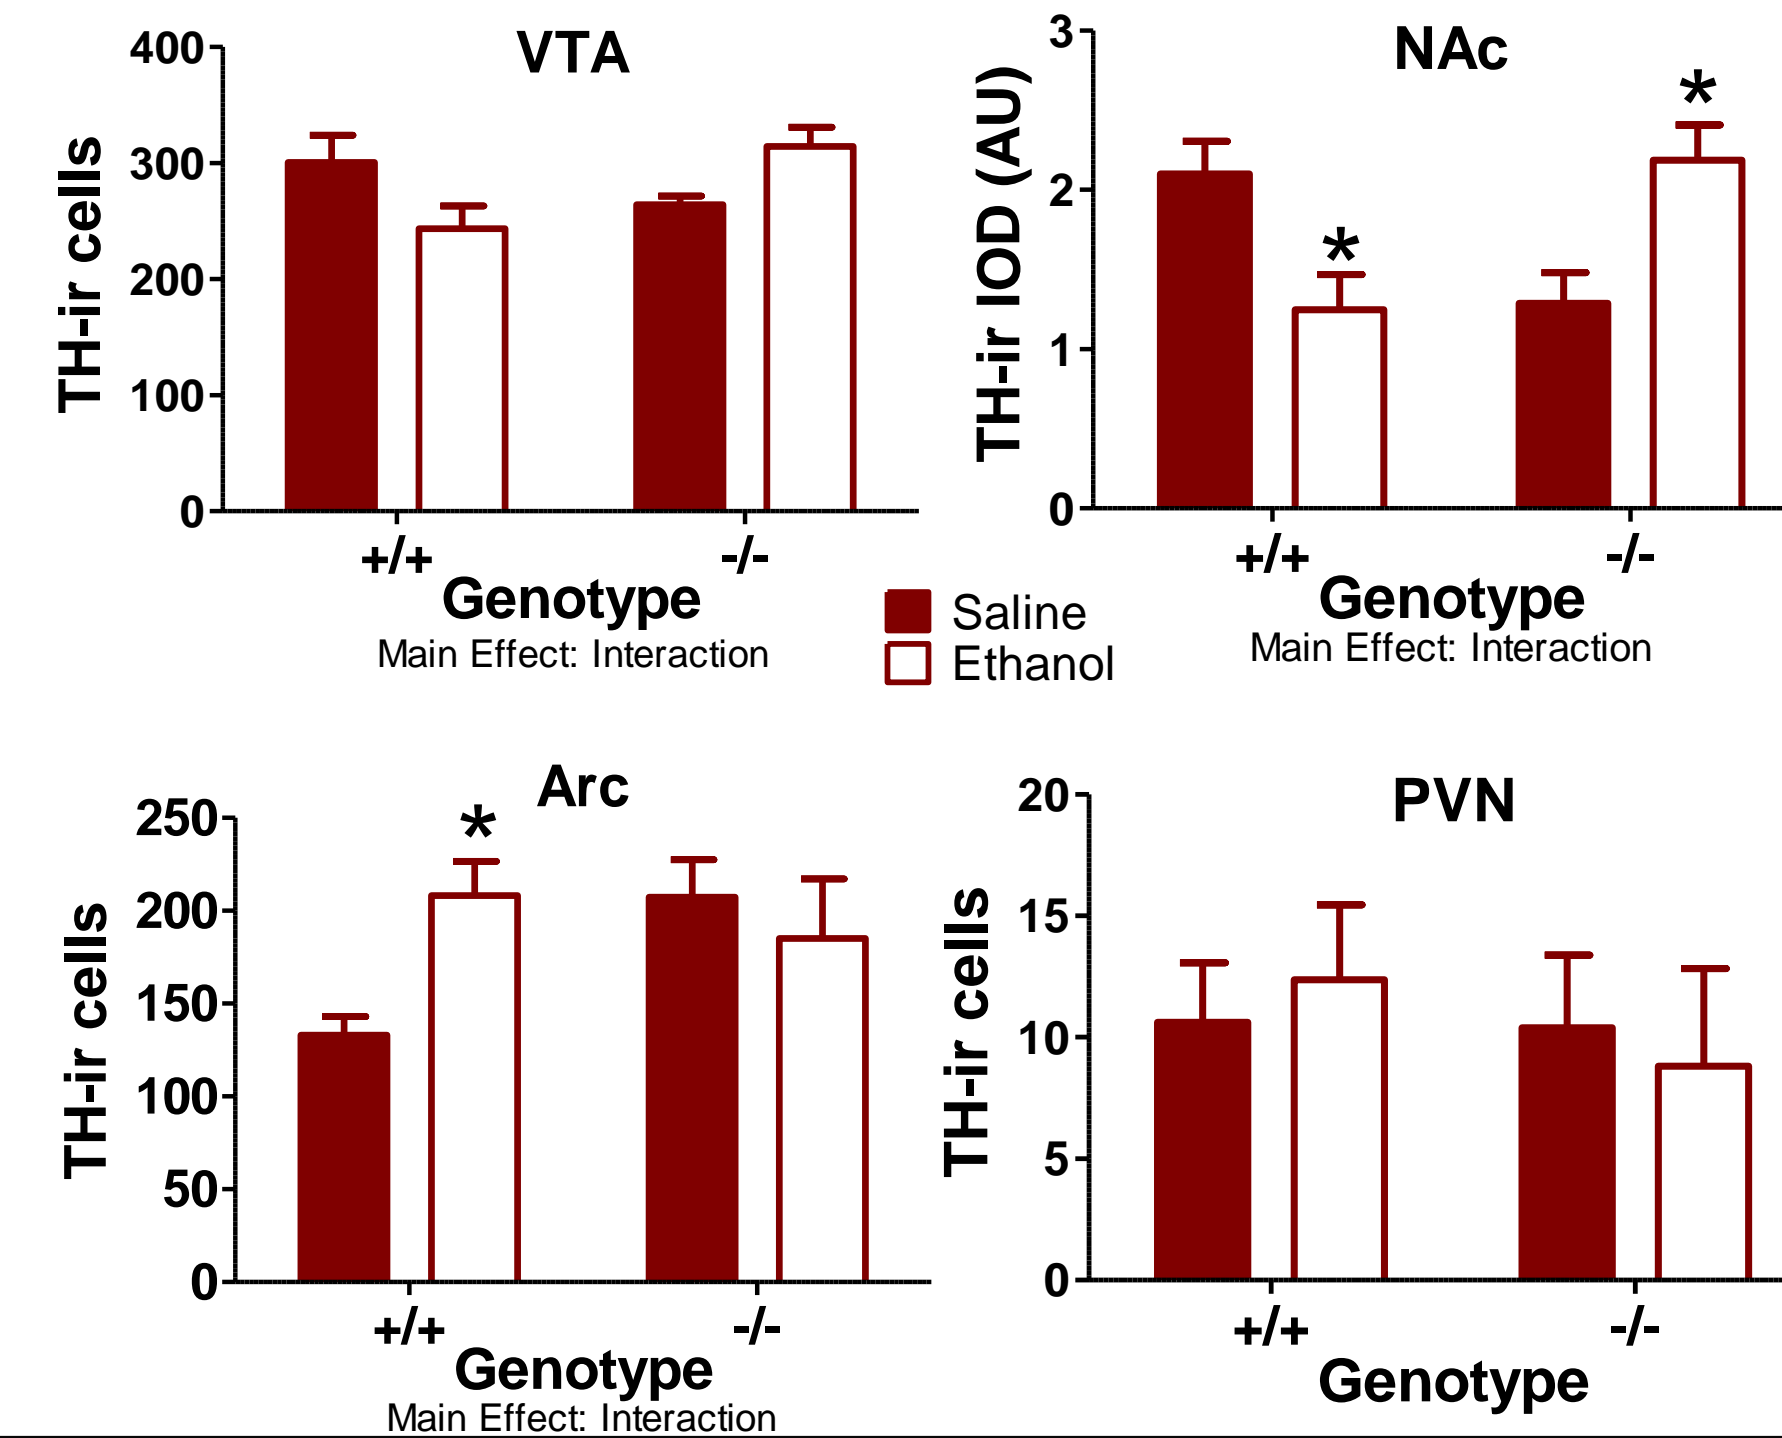 VTA
TH-ir cells
400
300
200
100
0
+/+ -/-
Genotype
Main Effect: Interaction
NAc
TH-ir IOD (AU)
3
2
1
0
* *
+/+ -/-
Genotype
Main Effect: Interaction
Saline
Ethanol
Arc
TH-ir cells
250
200
150
100
50
0
*
+/+ -/-
Genotype
Main Effect: Interaction
PVN
TH-ir cells
20
15
10
5
0
+/+ -/-
Genotype